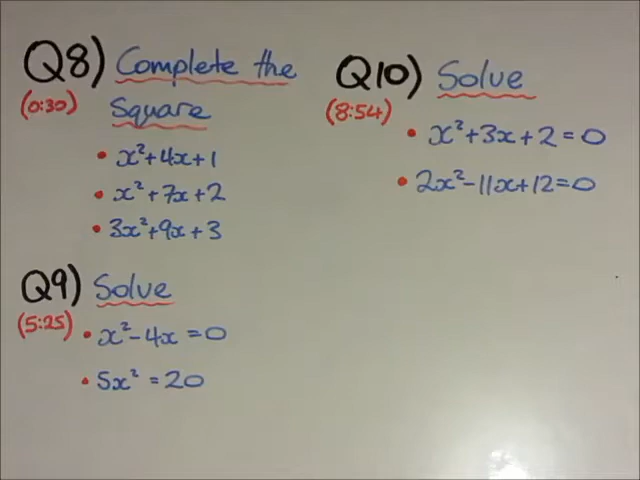 Q8) Complete the
(0:30) Square
• x²+4x+1
• x²+7x+2
• 3x²+9x+3
Q9) Solve
(5:25) • x²-4x=0
• 5x²=20
Q10) Solve
(8:54) • x²+3x+2=0
• 2x²-11x+12=0